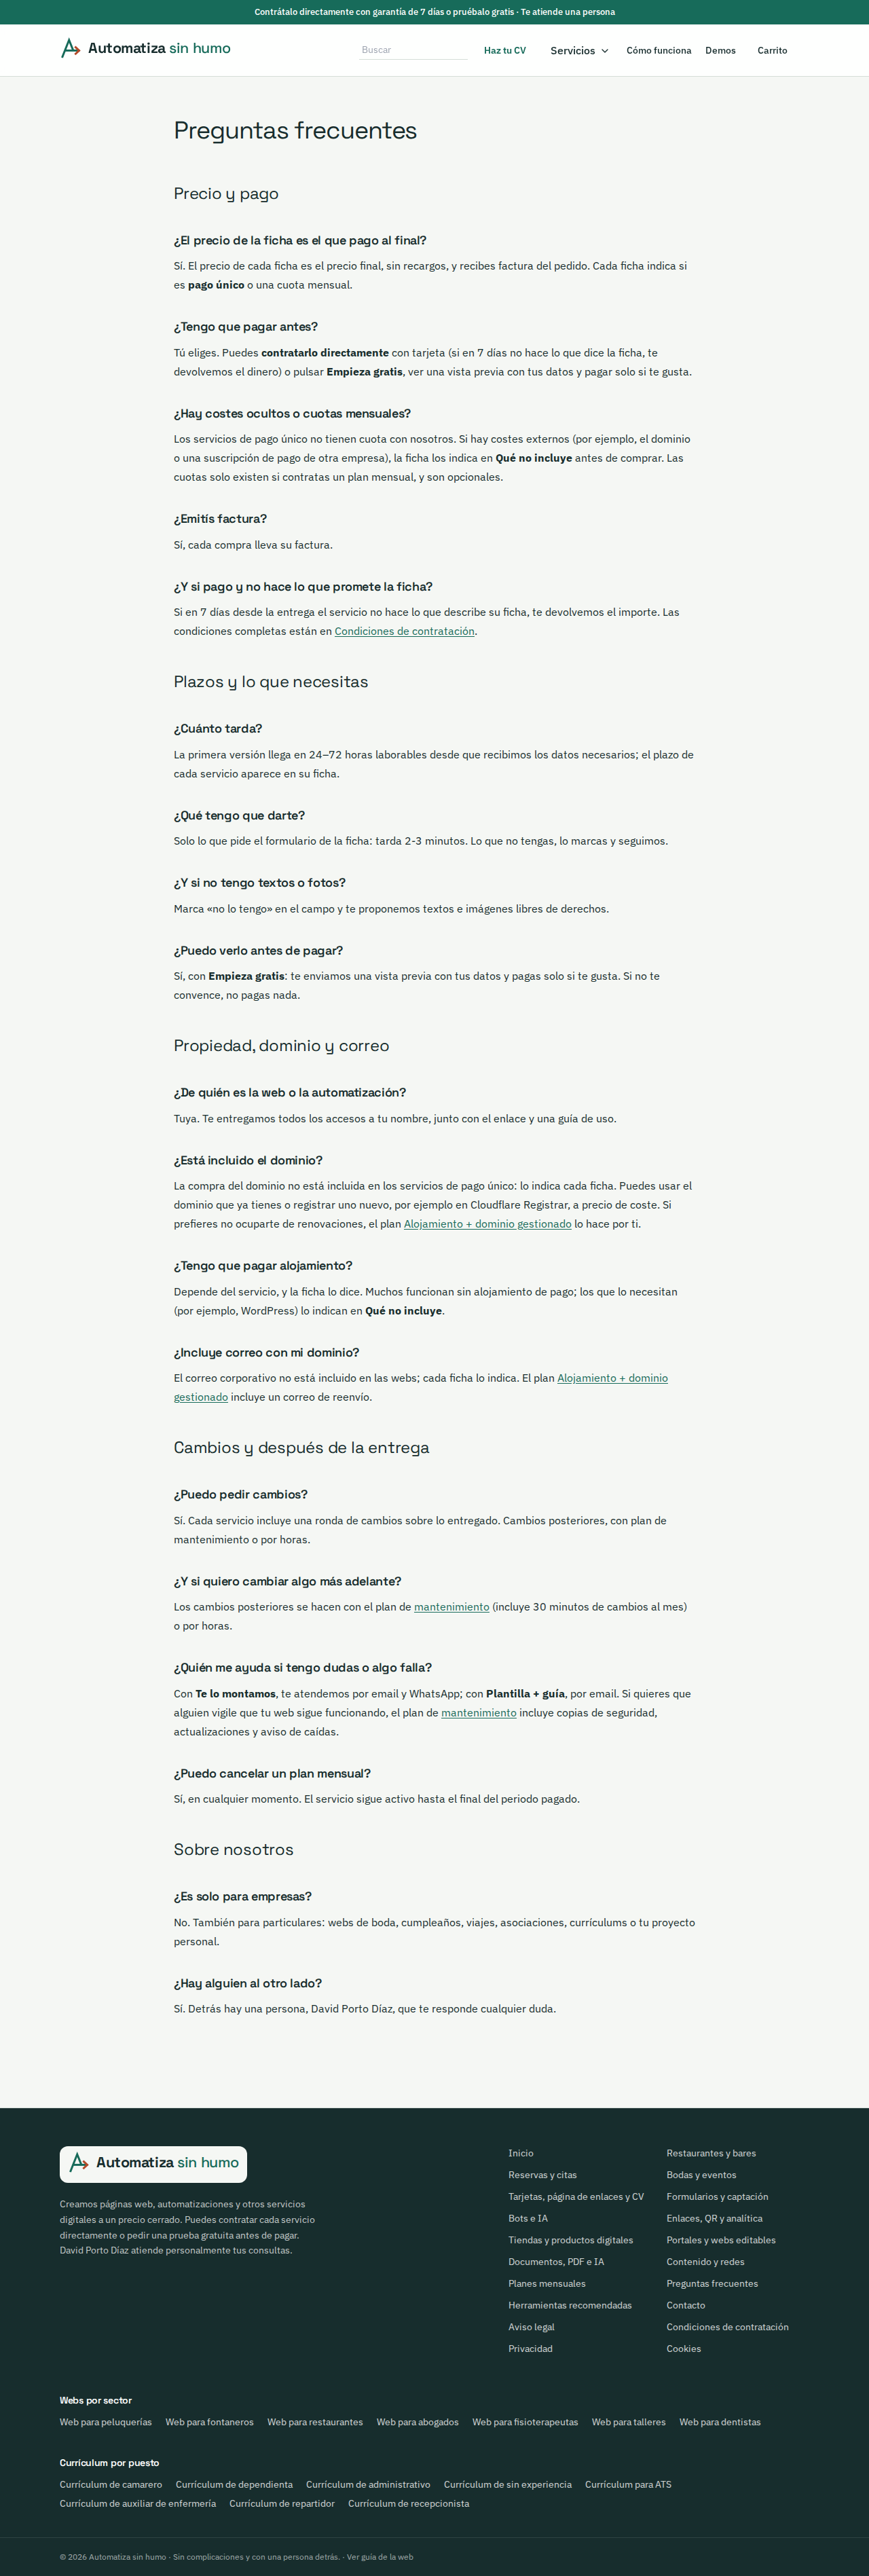 Contrátalo directamente con garantía de 7 días o pruébalo gratis · Te atiende una persona
Automatiza sin humo
Buscar
Haz tu CV
Servicios
Cómo funciona
Demos
Carrito
Preguntas frecuentes
Precio y pago
¿El precio de la ficha es el que pago al final?
Sí. El precio de cada ficha es el precio final, sin recargos, y recibes factura del pedido. Cada ficha indica si
es pago único o una cuota mensual.
¿Tengo que pagar antes?
Tú eliges. Puedes contratarlo directamente con tarjeta (si en 7 días no hace lo que dice la ficha, te
devolvemos el dinero) o pulsar Empieza gratis, ver una vista previa con tus datos y pagar solo si te gusta.
¿Hay costes ocultos o cuotas mensuales?
Los servicios de pago único no tienen cuota con nosotros. Si hay costes externos (por ejemplo, el dominio
o una suscripción de pago de otra empresa), la ficha los indica en Qué no incluye antes de comprar. Las
cuotas solo existen si contratas un plan mensual, y son opcionales.
¿Emitís factura?
Sí, cada compra lleva su factura.
¿Y si pago y no hace lo que promete la ficha?
Si en 7 días desde la entrega el servicio no hace lo que describe su ficha, te devolvemos el importe. Las
condiciones completas están en Condiciones de contratación.
Plazos y lo que necesitas
¿Cuánto tarda?
La primera versión llega en 24–72 horas laborables desde que recibimos los datos necesarios; el plazo de
cada servicio aparece en su ficha.
¿Qué tengo que darte?
Solo lo que pide el formulario de la ficha: tarda 2-3 minutos. Lo que no tengas, lo marcas y seguimos.
¿Y si no tengo textos o fotos?
Marca «no lo tengo» en el campo y te proponemos textos e imágenes libres de derechos.
¿Puedo verlo antes de pagar?
Sí, con Empieza gratis: te enviamos una vista previa con tus datos y pagas solo si te gusta. Si no te
convence, no pagas nada.
Propiedad, dominio y correo
¿De quién es la web o la automatización?
Tuya. Te entregamos todos los accesos a tu nombre, junto con el enlace y una guía de uso.
¿Está incluido el dominio?
La compra del dominio no está incluida en los servicios de pago único: lo indica cada ficha. Puedes usar el
dominio que ya tienes o registrar uno nuevo, por ejemplo en Cloudflare Registrar, a precio de coste. Si
prefieres no ocuparte de renovaciones, el plan Alojamiento + dominio gestionado lo hace por ti.
¿Tengo que pagar alojamiento?
Depende del servicio, y la ficha lo dice. Muchos funcionan sin alojamiento de pago; los que lo necesitan
(por ejemplo, WordPress) lo indican en Qué no incluye.
¿Incluye correo con mi dominio?
El correo corporativo no está incluido en las webs; cada ficha lo indica. El plan Alojamiento + dominio
gestionado incluye un correo de reenvío.
Cambios y después de la entrega
¿Puedo pedir cambios?
Sí. Cada servicio incluye una ronda de cambios sobre lo entregado. Cambios posteriores, con plan de
mantenimiento o por horas.
¿Y si quiero cambiar algo más adelante?
Los cambios posteriores se hacen con el plan de mantenimiento (incluye 30 minutos de cambios al mes)
o por horas.
¿Quién me ayuda si tengo dudas o algo falla?
Con Te lo montamos, te atendemos por email y WhatsApp; con Plantilla + guía, por email. Si quieres que
alguien vigile que tu web sigue funcionando, el plan de mantenimiento incluye copias de seguridad,
actualizaciones y aviso de caídas.
¿Puedo cancelar un plan mensual?
Sí, en cualquier momento. El servicio sigue activo hasta el final del periodo pagado.
Sobre nosotros
¿Es solo para empresas?
No. También para particulares: webs de boda, cumpleaños, viajes, asociaciones, currículums o tu proyecto
personal.
¿Hay alguien al otro lado?
Sí. Detrás hay una persona, David Porto Díaz, que te responde cualquier duda.
Automatiza sin humo
Creamos páginas web, automatizaciones y otros servicios
digitales a un precio cerrado. Puedes contratar cada servicio
directamente o pedir una prueba gratuita antes de pagar.
David Porto Díaz atiende personalmente tus consultas.
Inicio
Reservas y citas
Tarjetas, página de enlaces y CV
Bots e IA
Tiendas y productos digitales
Documentos, PDF e IA
Planes mensuales
Herramientas recomendadas
Aviso legal
Privacidad
Restaurantes y bares
Bodas y eventos
Formularios y captación
Enlaces, QR y analítica
Portales y webs editables
Contenido y redes
Preguntas frecuentes
Contacto
Condiciones de contratación
Cookies
Webs por sector
Web para peluquerías Web para fontaneros Web para restaurantes Web para abogados Web para fisioterapeutas Web para talleres Web para dentistas
Currículum por puesto
Currículum de camarero Currículum de dependienta Currículum de administrativo Currículum de sin experiencia Currículum para ATS
Currículum de auxiliar de enfermería Currículum de repartidor Currículum de recepcionista
© 2026 Automatiza sin humo · Sin complicaciones y con una persona detrás. · Ver guía de la web